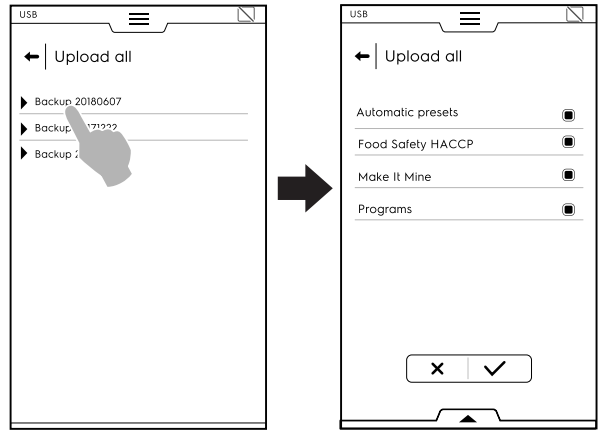 USB
Upload all
Backup 20180607
Backup
Backup
USB
Upload all
Automatic presets
Food Safety HACCP
Make It Mine
Programs